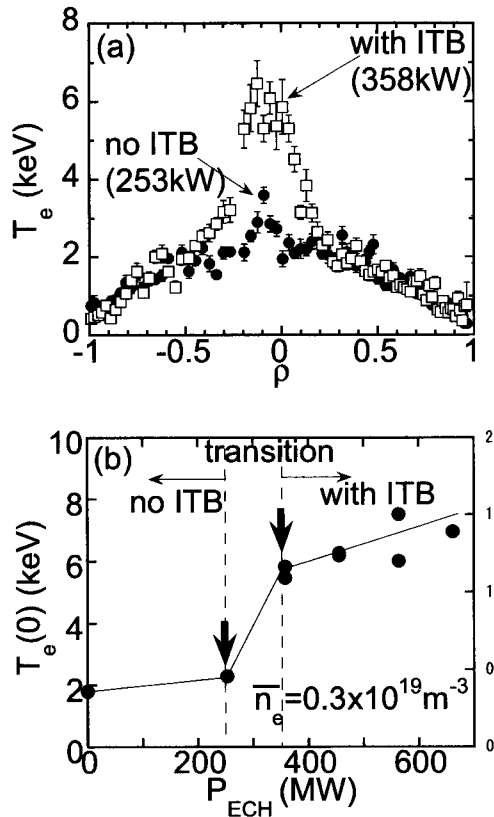 8
(a)
with ITB
(358kW)
6
no ITB
(253kW)
4
T_e (keV)
2
0
-1 -0.5 0 0.5 1
ρ
10
(b)
transition
2
no ITB
with ITB
8
1
6
T_e(0) (keV)
1
4
0
2
n̅_e=0.3x10^19m^-3
0
0
0 200 400 600
P_ECH (MW)